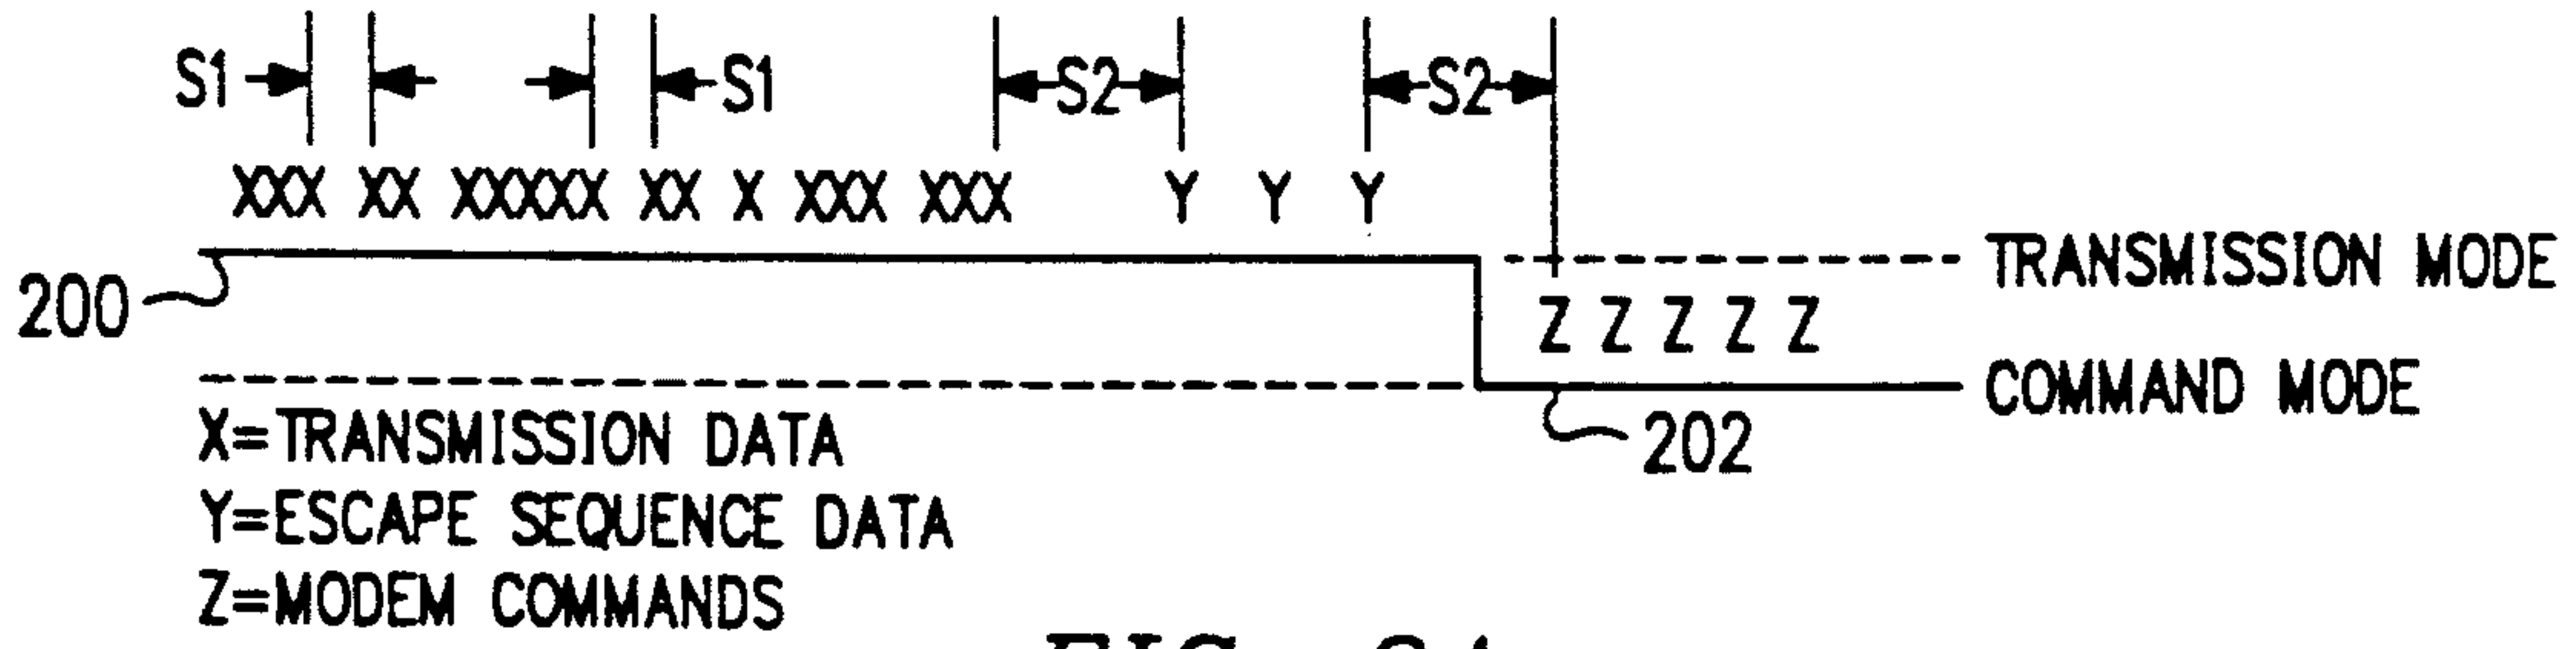 S1 S1 S2 S2
XXX XX XXXXX XX X XXX XXX Y Y Y
TRANSMISSION MODE
200
Z Z Z Z Z
COMMAND MODE
X=TRANSMISSION DATA
202
Y=ESCAPE SEQUENCE DATA
Z=MODEM COMMANDS